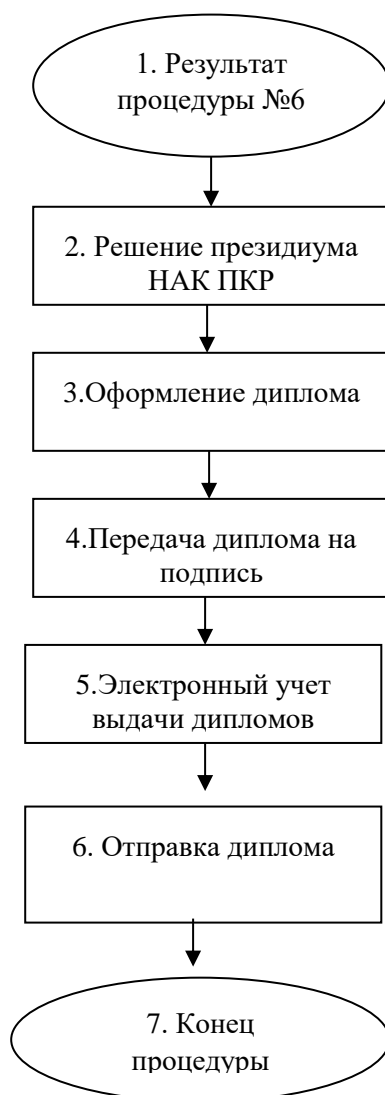 1. Результат
процедуры №6
2. Решение президиума
НАК ПКР
3.Оформление диплома
4.Передача диплома на
подпись
5.Электронный учет
выдачи дипломов
6. Отправка диплома
7. Конец
процедуры